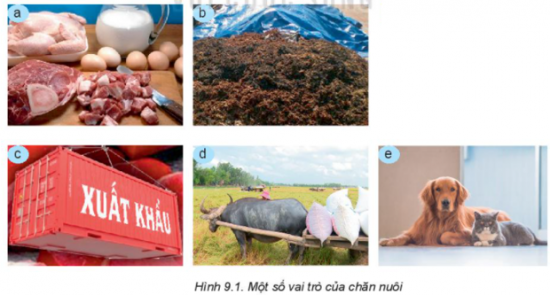 a
b
c
XUẤT KHẨU
d
e
Hình 9.1. Một số vai trò của chăn nuôi